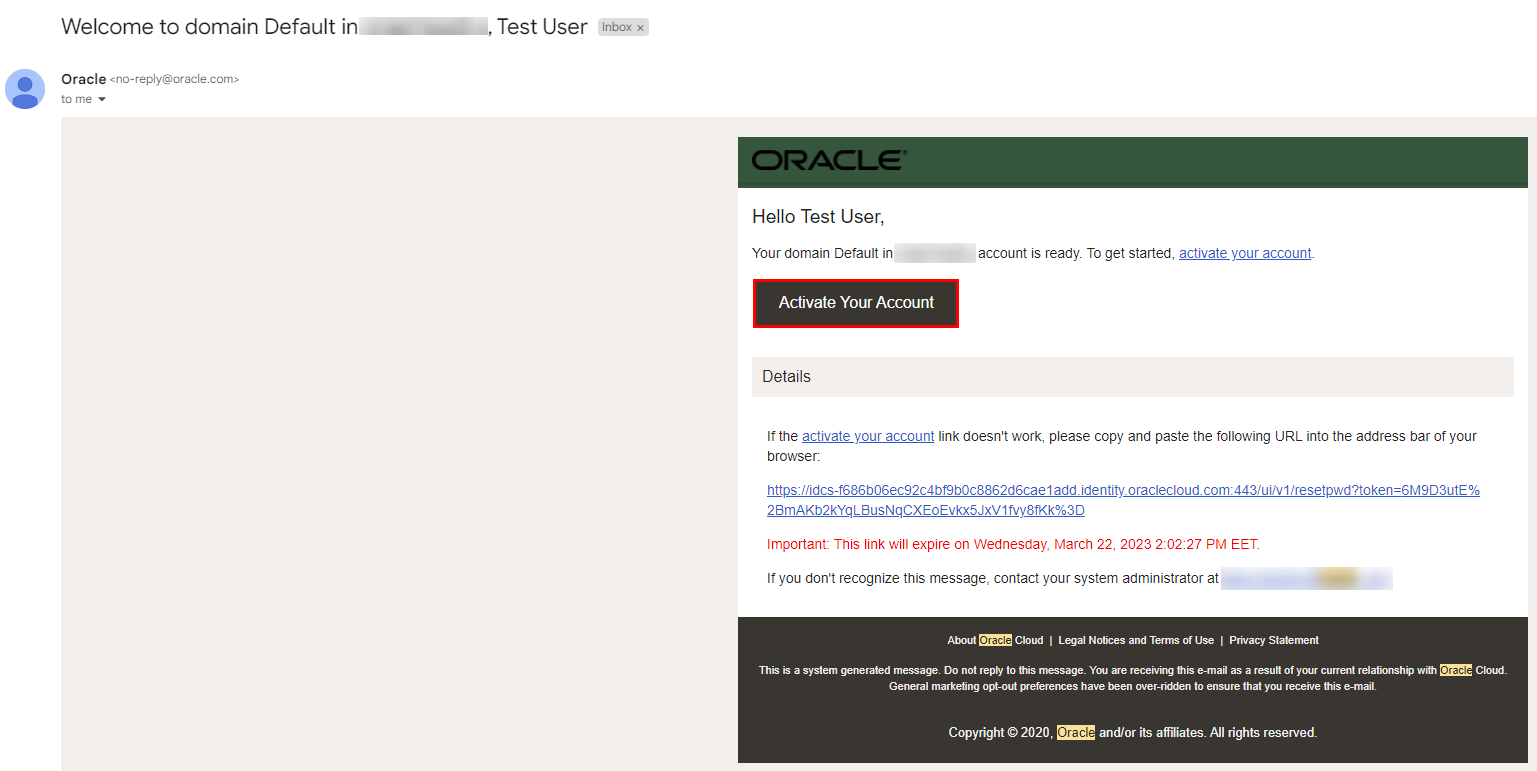 Welcome to domain Default in , Test User Inbox ×
Oracle <no-reply@oracle.com>
to me
ORACLE®
Hello Test User,
Your domain Default in account is ready. To get started, activate your account.
Activate Your Account
Details
If the activate your account link doesn't work, please copy and paste the following URL into the address bar of your
browser:
https://idcs-f686b06ec92c4bf9b0c8862d6cae1add.identity.oraclecloud.com:443/ui/v1/resetpwd?token=6M9D3utE%
2BmAKb2kYqLBusNqCXEoEvkx5JxV1fvy8fKk%3D
Important: This link will expire on Wednesday, March 22, 2023 2:02:27 PM EET.
If you don't recognize this message, contact your system administrator at
About Oracle Cloud | Legal Notices and Terms of Use | Privacy Statement
This is a system generated message. Do not reply to this message. You are receiving this e-mail as a result of your current relationship with Oracle Cloud.
General marketing opt-out preferences have been over-ridden to ensure that you receive this e-mail.
Copyright © 2020, Oracle and/or its affiliates. All rights reserved.